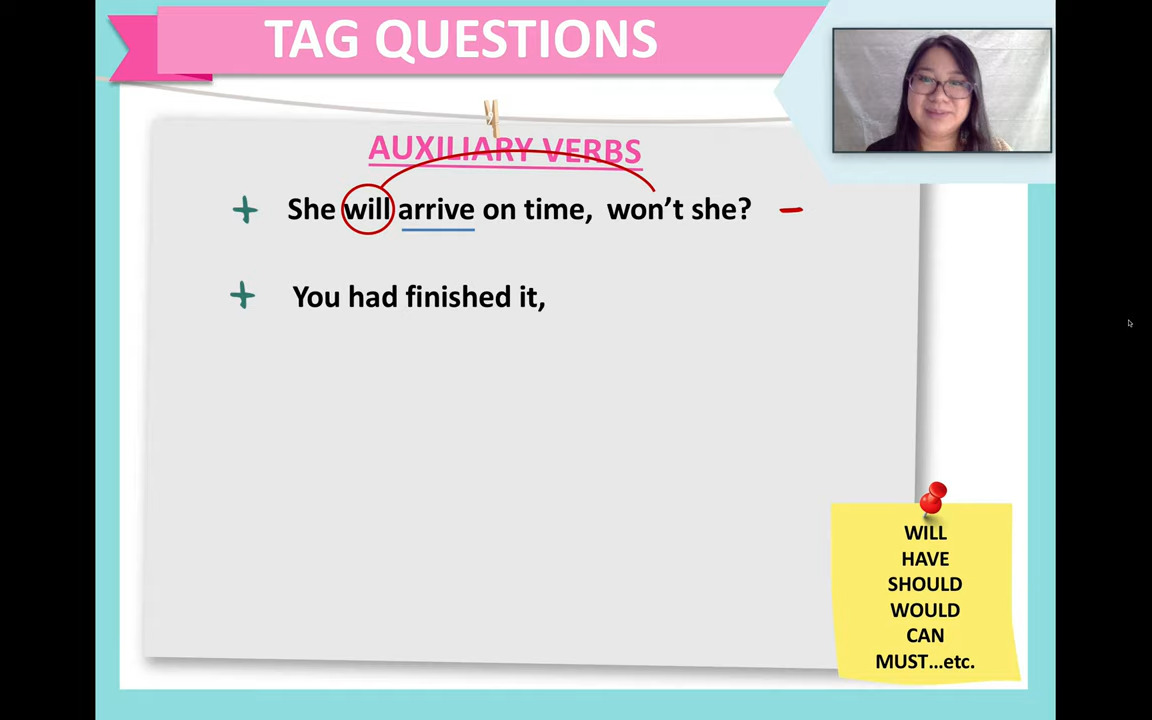 TAG QUESTIONS
AUXILIARY VERBS
+ She will arrive on time, won't she? −
+ You had finished it,
WILL
HAVE
SHOULD
WOULD
CAN
MUST...etc.